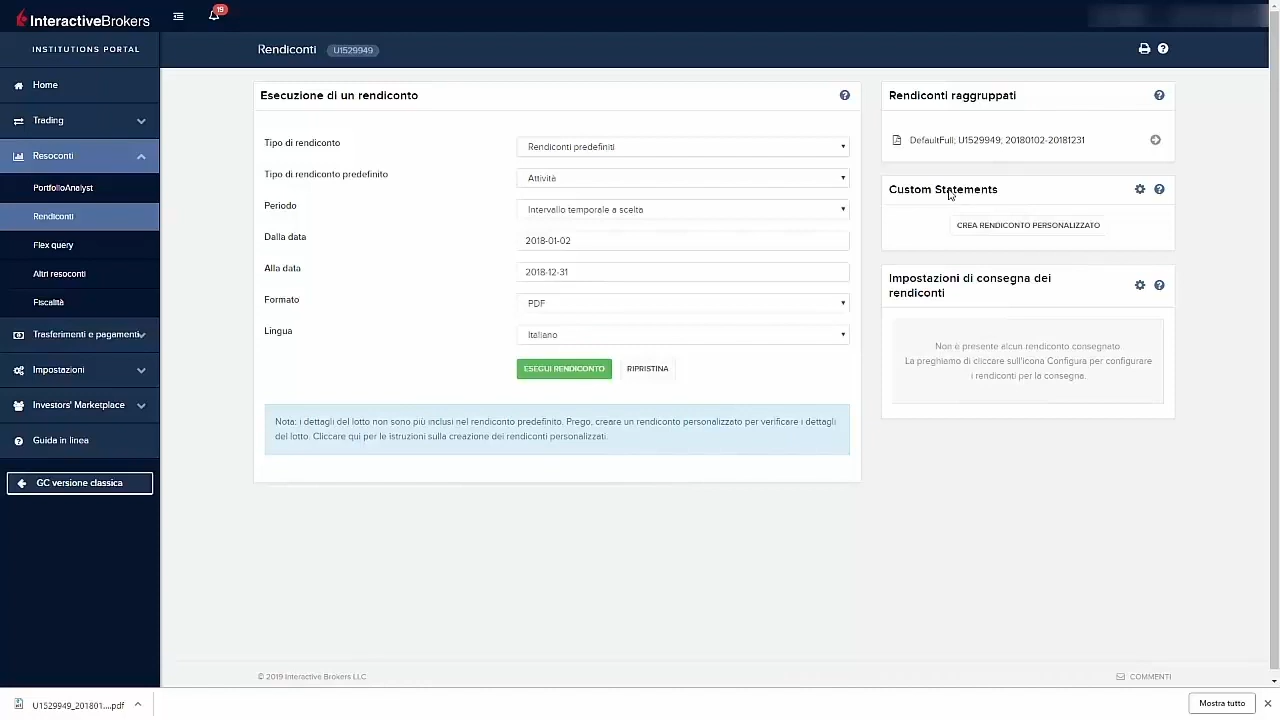 InteractiveBrokers
19
INSTITUTIONS PORTAL
Rendiconti U1529949
Home
Trading
Resoconti
PortfolioAnalyst
Rendiconti
Flex query
Altri resoconti
Fiscalità
Trasferimenti e pagamenti
Impostazioni
Investors' Marketplace
Guida in linea
GC versione classica
Esecuzione di un rendiconto
Tipo di rendiconto Rendiconti predefiniti
Tipo di rendiconto predefinito Attività
Periodo Intervallo temporale a scelta
Dalla data 2018-01-02
Alla data 2018-12-31
Formato PDF
Lingua Italiano
ESEGUI RENDICONTO RIPRISTINA
Nota: i dettagli del lotto non sono più inclusi nel rendiconto predefinito. Prego, creare un rendiconto personalizzato per verificare i dettagli
del lotto. Cliccare qui per le istruzioni sulla creazione dei rendiconti personalizzati.
Rendiconti raggruppati
DefaultFull; U1529949; 20180102-20181231
Custom Statements
CREA RENDICONTO PERSONALIZZATO
Impostazioni di consegna dei
rendiconti
Non è presente alcun rendiconto consegnato.
La preghiamo di cliccare sull'icona Configura per configurare
i rendiconti per la consegna.
© 2019 Interactive Brokers LLC
COMMENTI
U1529949_201801....pdf
Mostra tutto